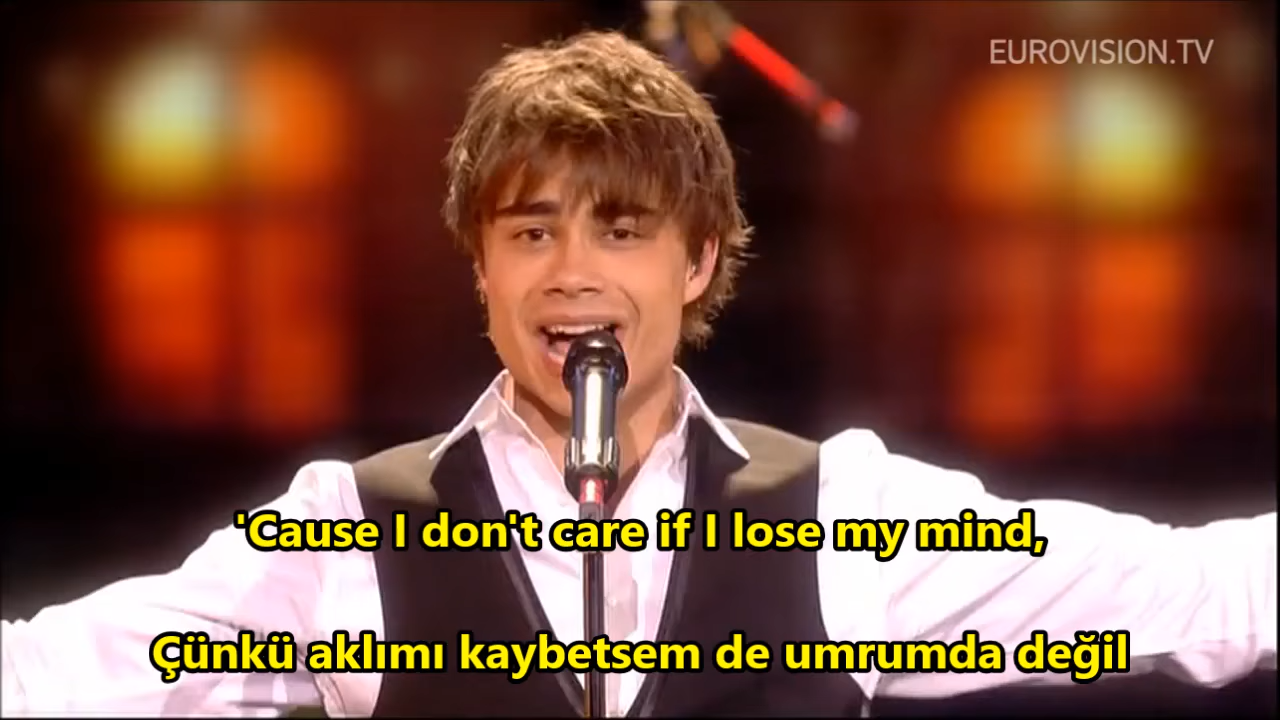 EUROVISION.TV
'Cause I don't care if I lose my mind,
Çünkü aklımı kaybetsem de umrumda değil